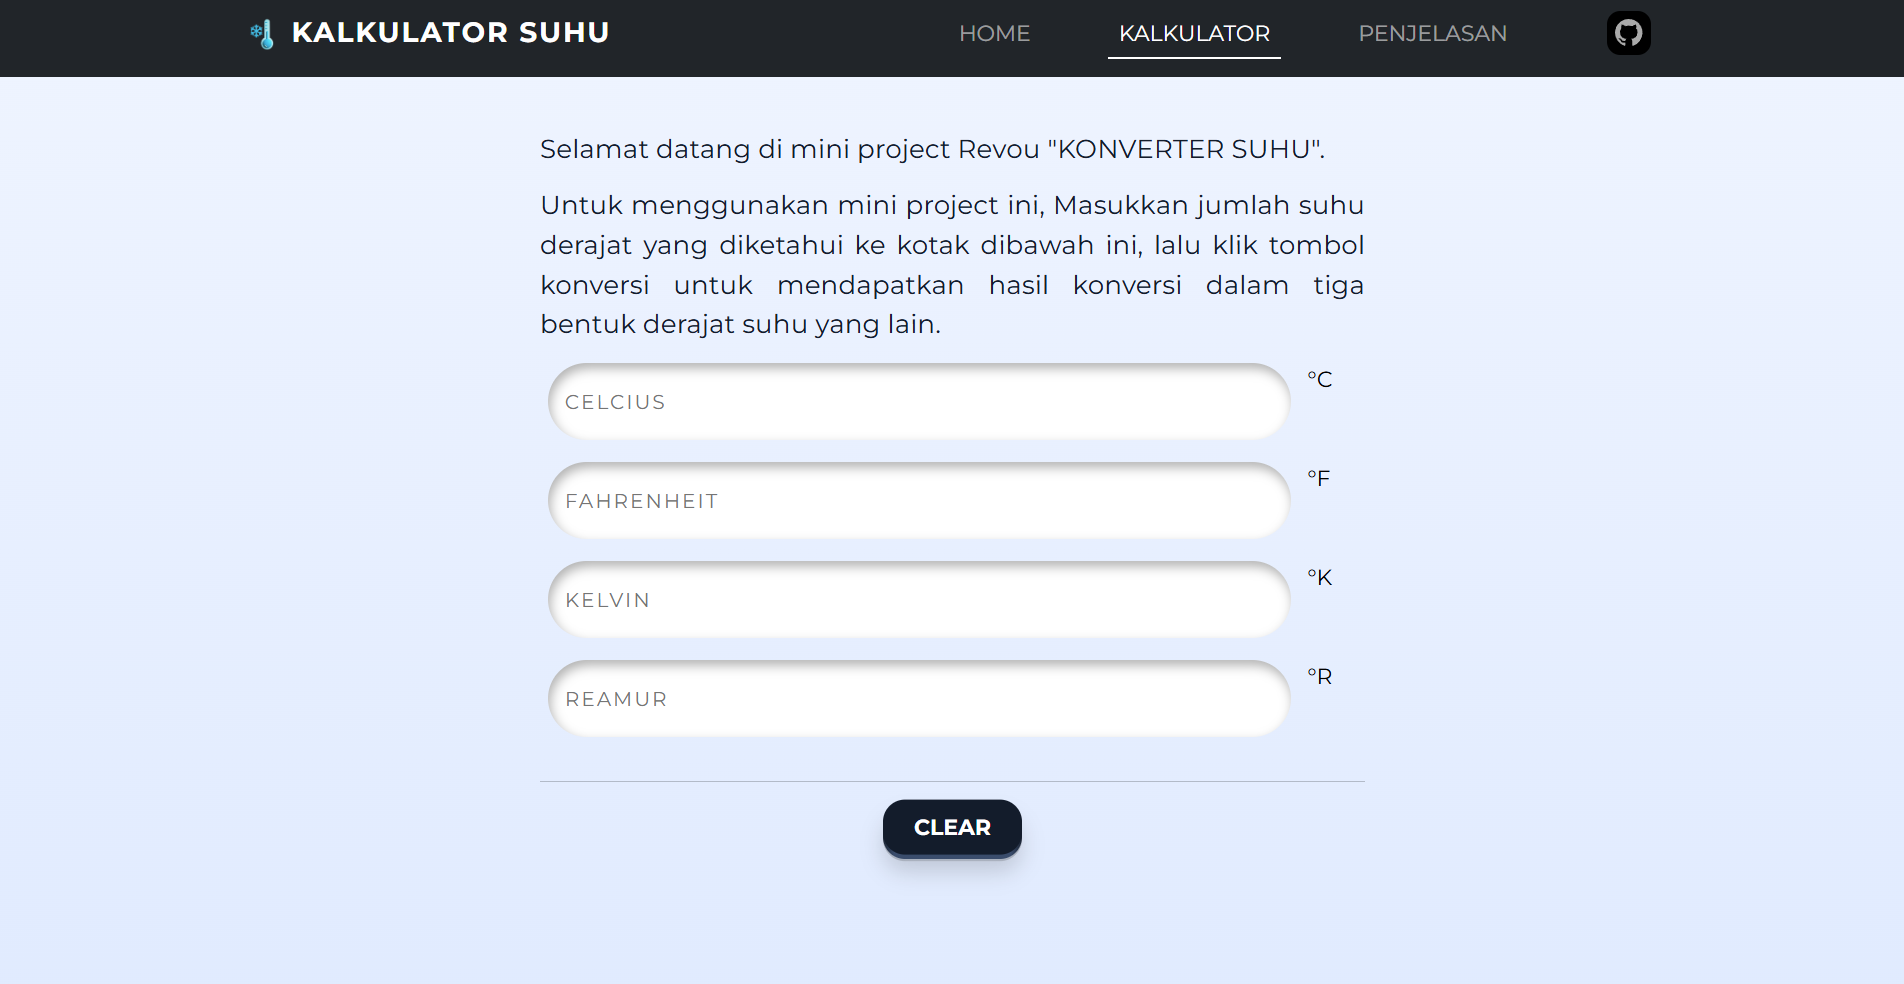 KALKULATOR SUHU
HOME
KALKULATOR
PENJELASAN
Selamat datang di mini project Revou "KONVERTER SUHU".
Untuk menggunakan mini project ini, Masukkan jumlah suhu
derajat yang diketahui ke kotak dibawah ini, lalu klik tombol
konversi untuk mendapatkan hasil konversi dalam tiga
bentuk derajat suhu yang lain.
CELCIUS
°C
FAHRENHEIT
°F
KELVIN
°K
REAMUR
°R
CLEAR